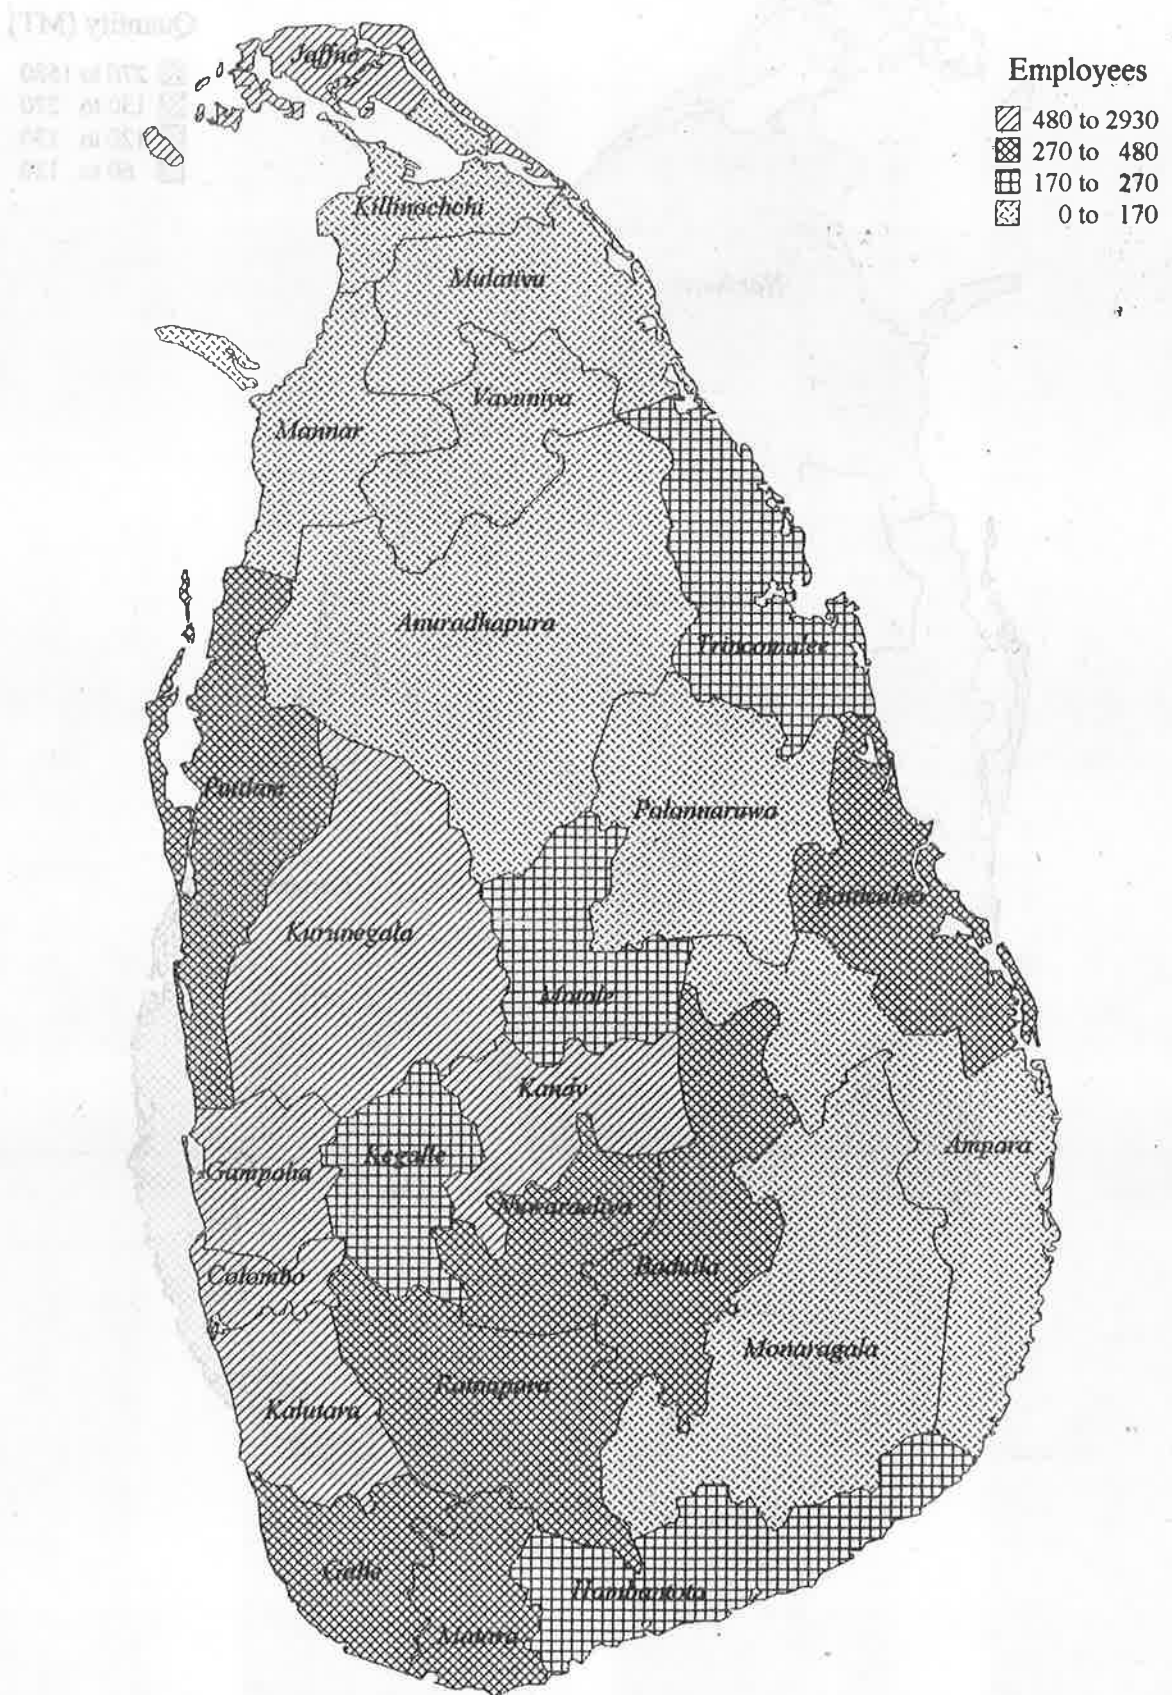 Employees
480 to 2930
270 to 480
170 to 270
0 to 170
Jaffna
Killinochchi
Mulativu
Vavuniya
Mannar
Anuradhapura
Trincomalee
Puttlam
Polonnaruwa
Batticaloa
Kurunegala
Matale
Kandy
Ampara
Kegalle
Gampaha
Nuwaraeliya
Colombo
Badulla
Monaragala
Ratnapura
Kalutara
Galle
Hambantota
Matara